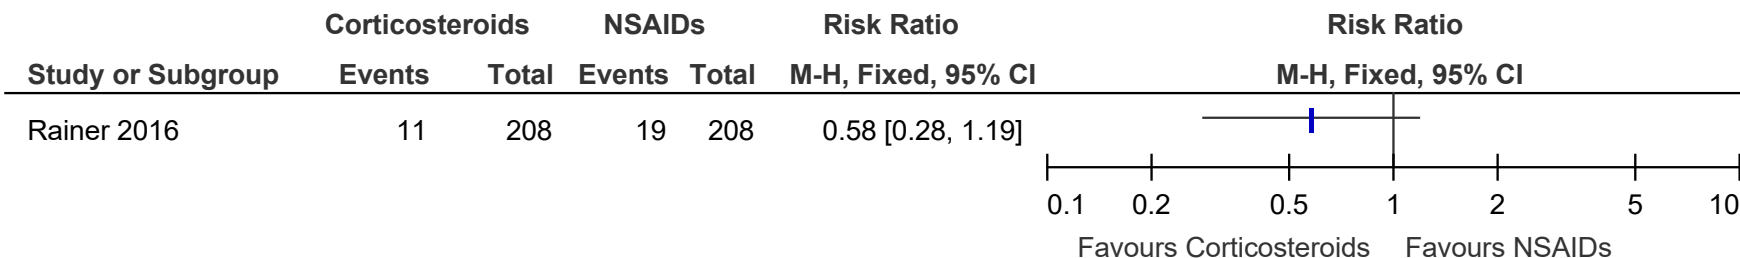 Corticosteroids NSAIDs Risk Ratio Risk Ratio
Study or Subgroup Events Total Events Total M-H, Fixed, 95% CI M-H, Fixed, 95% CI
Rainer 2016 11 208 19 208 0.58 [0.28, 1.19]
0.1 0.2 0.5 1 2 5 10
Favours Corticosteroids Favours NSAIDs